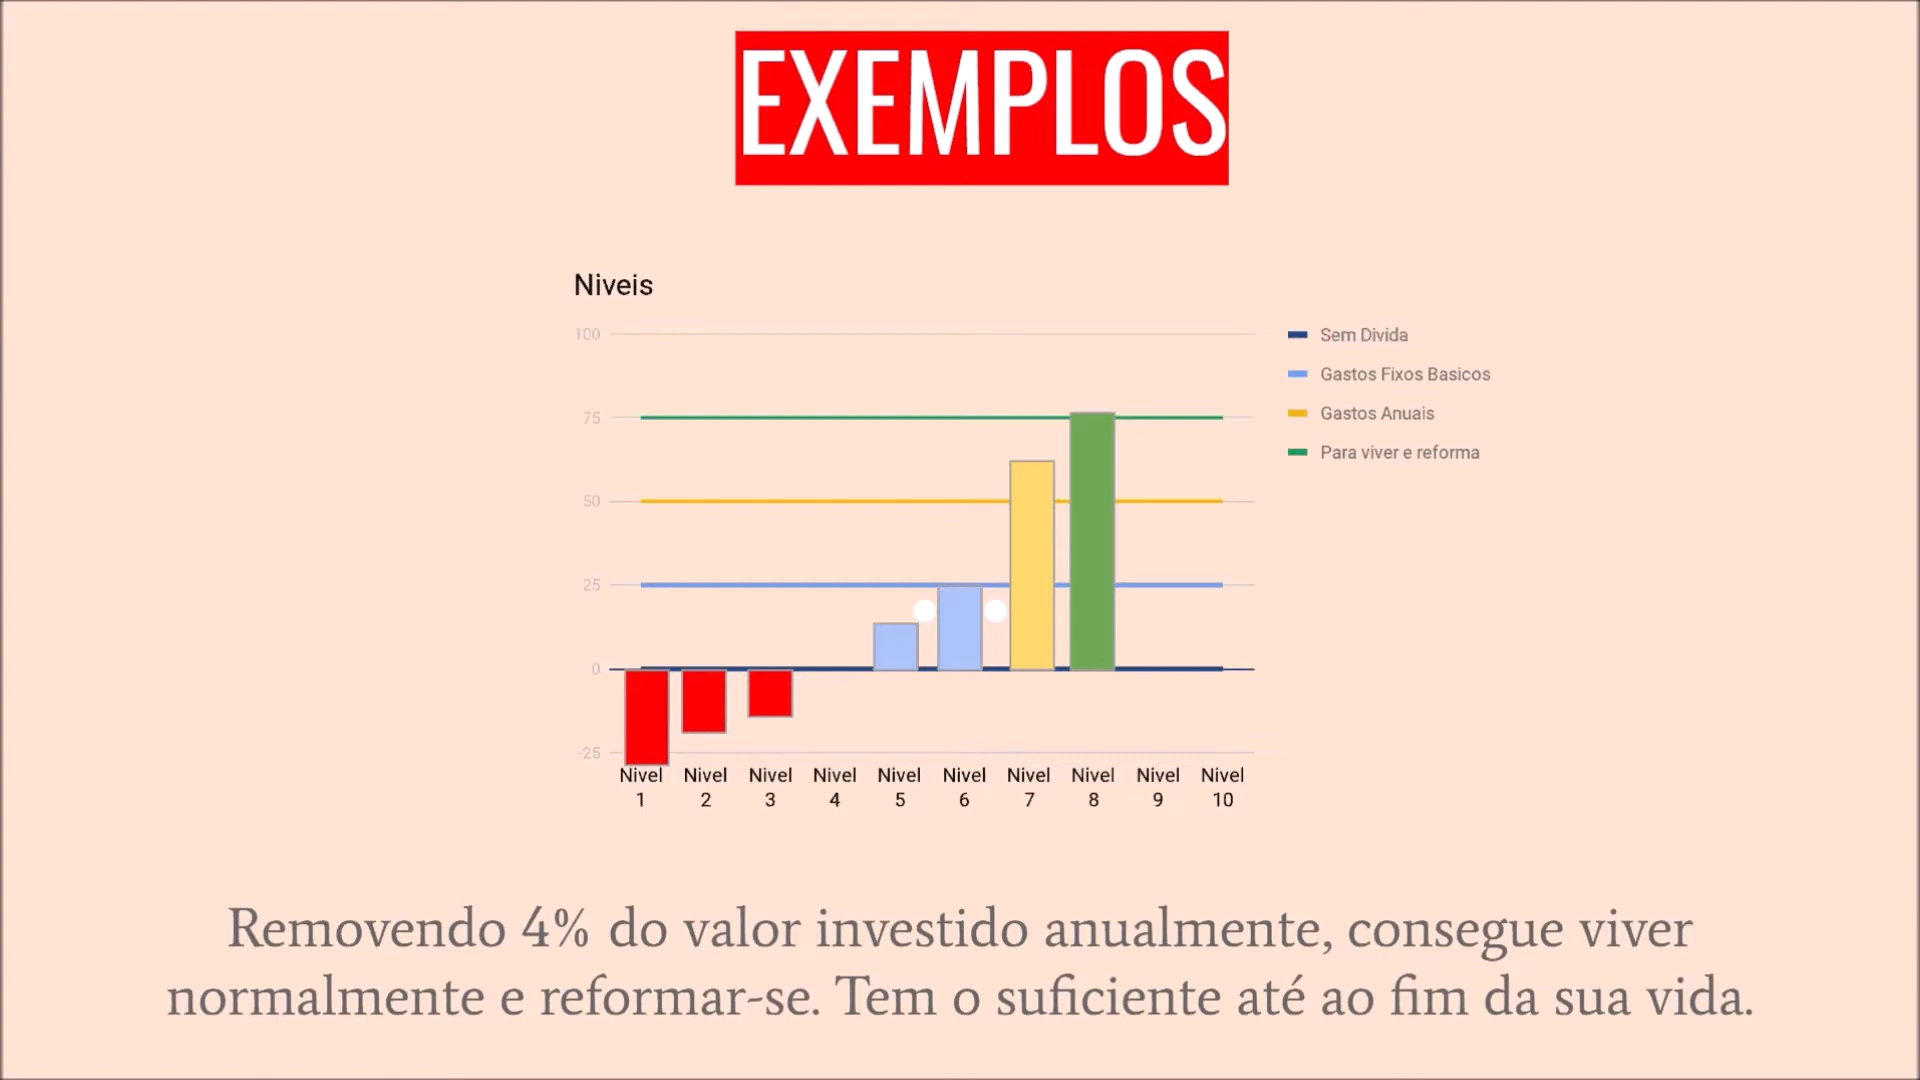 EXEMPLOS
Niveis
100
Sem Divida
Gastos Fixos Basicos
75
Gastos Anuais
Para viver e reforma
50
25
0
-25
Nivel 1
Nivel 2
Nivel 3
Nivel 4
Nivel 5
Nivel 6
Nivel 7
Nivel 8
Nivel 9
Nivel 10
Removendo 4% do valor investido anualmente, consegue viver
normalmente e reformar-se. Tem o suficiente até ao fim da sua vida.